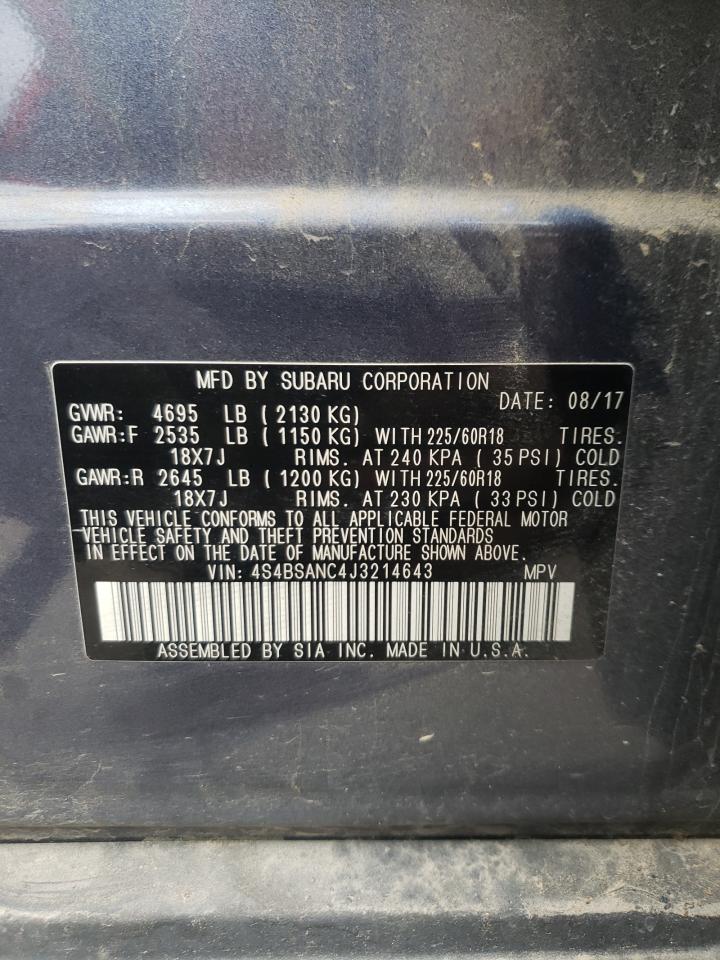 MFD BY SUBARU CORPORATION
DATE: 08/17
GVWR: 4695 LB ( 2130 KG)
GAWR:F 2535 LB ( 1150 KG) WITH 225/60R18 TIRES.
18X7J RIMS. AT 240 KPA ( 35 PSI) COLD
GAWR:R 2645 LB ( 1200 KG) WITH 225/60R18 TIRES.
18X7J RIMS. AT 230 KPA ( 33 PSI) COLD
THIS VEHICLE CONFORMS TO ALL APPLICABLE FEDERAL MOTOR
VEHICLE SAFETY AND THEFT PREVENTION STANDARDS
IN EFFECT ON THE DATE OF MANUFACTURE SHOWN ABOVE.
VIN: 4S4BSANC4J3214643 MPV
ASSEMBLED BY SIA INC. MADE IN U.S.A.